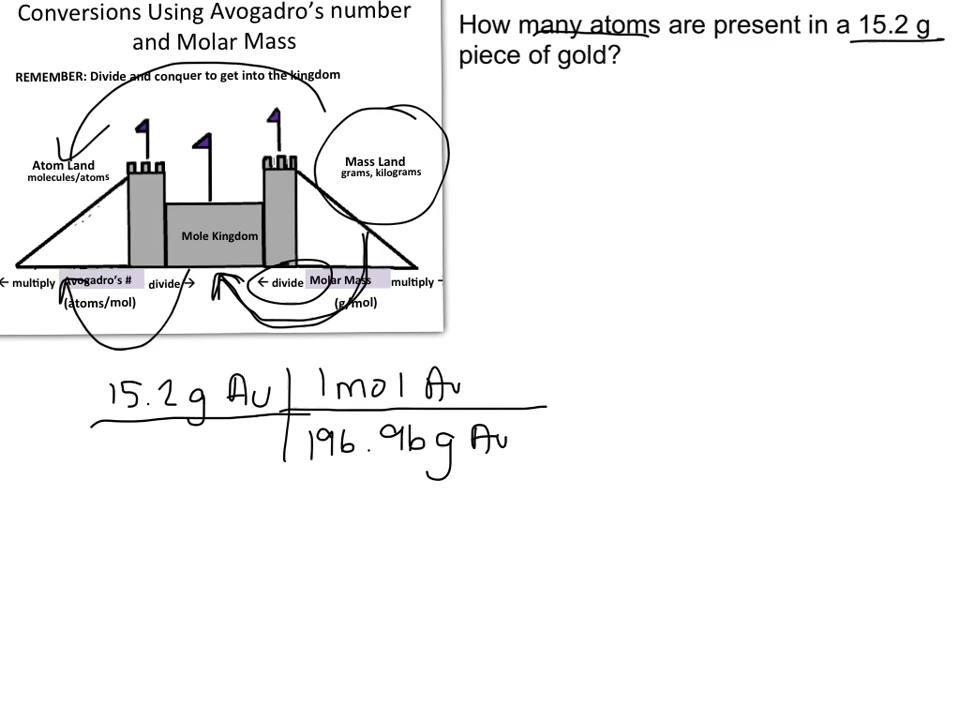 Conversions Using Avogadro's number
and Molar Mass
REMEMBER: Divide and conquer to get into the kingdom
Atom Land
molecules/atoms
Mass Land
grams, kilograms
Mole Kingdom
← multiply Avogadro's # divide→ ← divide Molar Mass multiply -
(atoms/mol) (g/mol)
How many atoms are present in a 15.2 g
piece of gold?
15.2g Au | 1 mol Au
196.96g Au